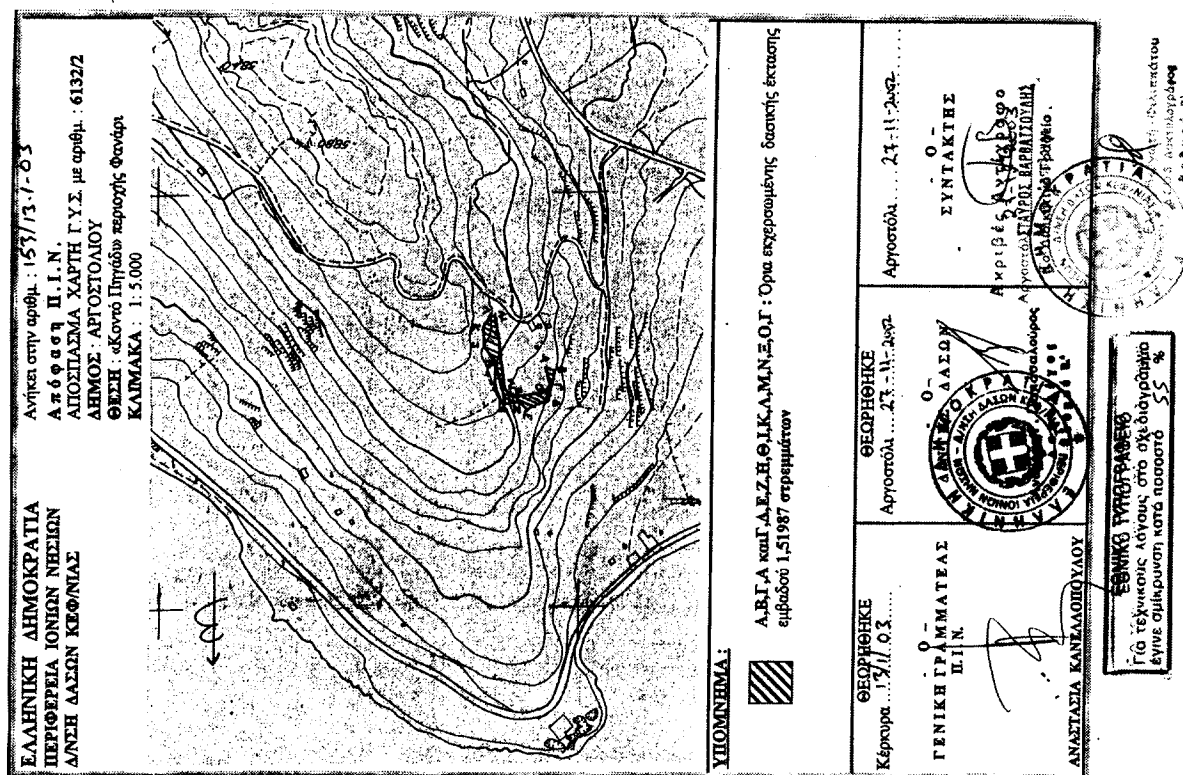 ΕΛΛΗΝΙΚΗ ΔΗΜΟΚΡΑΤΙΑ
ΠΕΡΙΦΕΡΕΙΑ ΙΟΝΙΩΝ ΝΗΣΙΩΝ
Δ/ΝΣΗ ΔΑΣΩΝ ΚΕΦ/ΝΙΑΣ
Ανήκει στην αριθμ.: 153/13-1-03
Απόφαση Π.Ι.Ν.
ΑΠΟΣΠΑΣΜΑ ΧΑΡΤΗ Γ.Υ.Σ. με αριθμ.: 6132/2
ΔΗΜΟΣ: ΑΡΓΟΣΤΟΛΙΟΥ
ΘΕΣΗ: «Κοντό Πηγάδι» περιοχής Φανάρι
ΚΛΙΜΑΚΑ: 1:5.000
ΥΠΟΜΝΗΜΑ:
Α,Β,Γ,Α και Γ,Δ,Ε,Ζ,Η,Θ,Ι,Κ,Λ,Μ,Ν,Ξ,Ο,Γ: Όρια εκχερσωμένης δασικής έκτασης
εμβαδού 1,51987 στρεμμάτων
ΘΕΩΡΗΘΗΚΕ
Κέρκυρα
Ο-
ΓΕΝΙΚΗ ΓΡΑΜΜΑΤΕΑΣ
Π.Ι.Ν.
ΑΝΑΣΤΑΣΙΑ ΚΑΝΕΛΛΟΠΟΥΛΟΥ
ΘΕΩΡΗΘΗΚΕ
Αργοστόλι.... 27-11-2002
Ο-
ΔΑΣΩΝ
Αργοστόλι.... 27-11-2002
Ο-
ΣΥΝΤΑΚΤΗΣ
Ακριβές Αντίγραφο
ΕΘΝΙΚΟ ΤΥΠΟΓΡΑΦΕΙΟ
Για τεχνικούς λόγους στο σχεδιάγραμμα
έγινε σμίκρυνση κατά ποσοστό 55 %